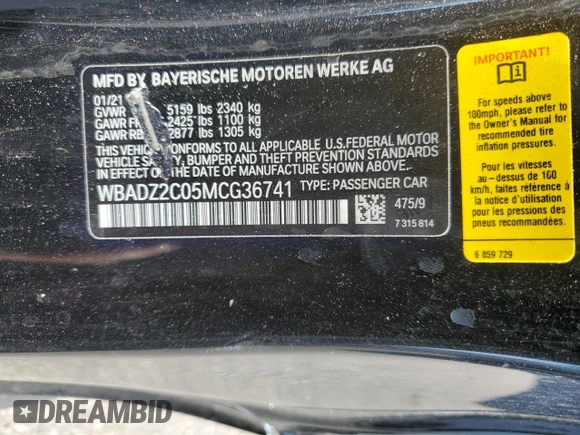 MFD BY BAYERISCHE MOTOREN WERKE AG
01/21
GVWR 5159 lbs 2340 kg
GAWR FR 2425 lbs 1100 kg
GAWR 2877 lbs 1305 kg
THIS VEHICLE CONFORMS TO ALL APPLICABLE U.S.FEDERAL MOTOR
VEHICLE SAFETY, BUMPER AND THEFT PREVENTION STANDARDS
IN EFFECT ON THE DATE OF MANUFACTURE SHOWN ABOVE.
WBADZ2C05MCG36741 TYPE: PASSENGER CAR
475/9
7 315 814
IMPORTANT!
For speeds above
100mph, please refer to
the Owner's Manual for
recommended tire
inflation pressures.
Pour les vitesses
au-dessus de 160
km/h, faites référence à
la notice d'utilisation
pour les pressions des
pneus recommandées.
6 859 729
DREAMBID